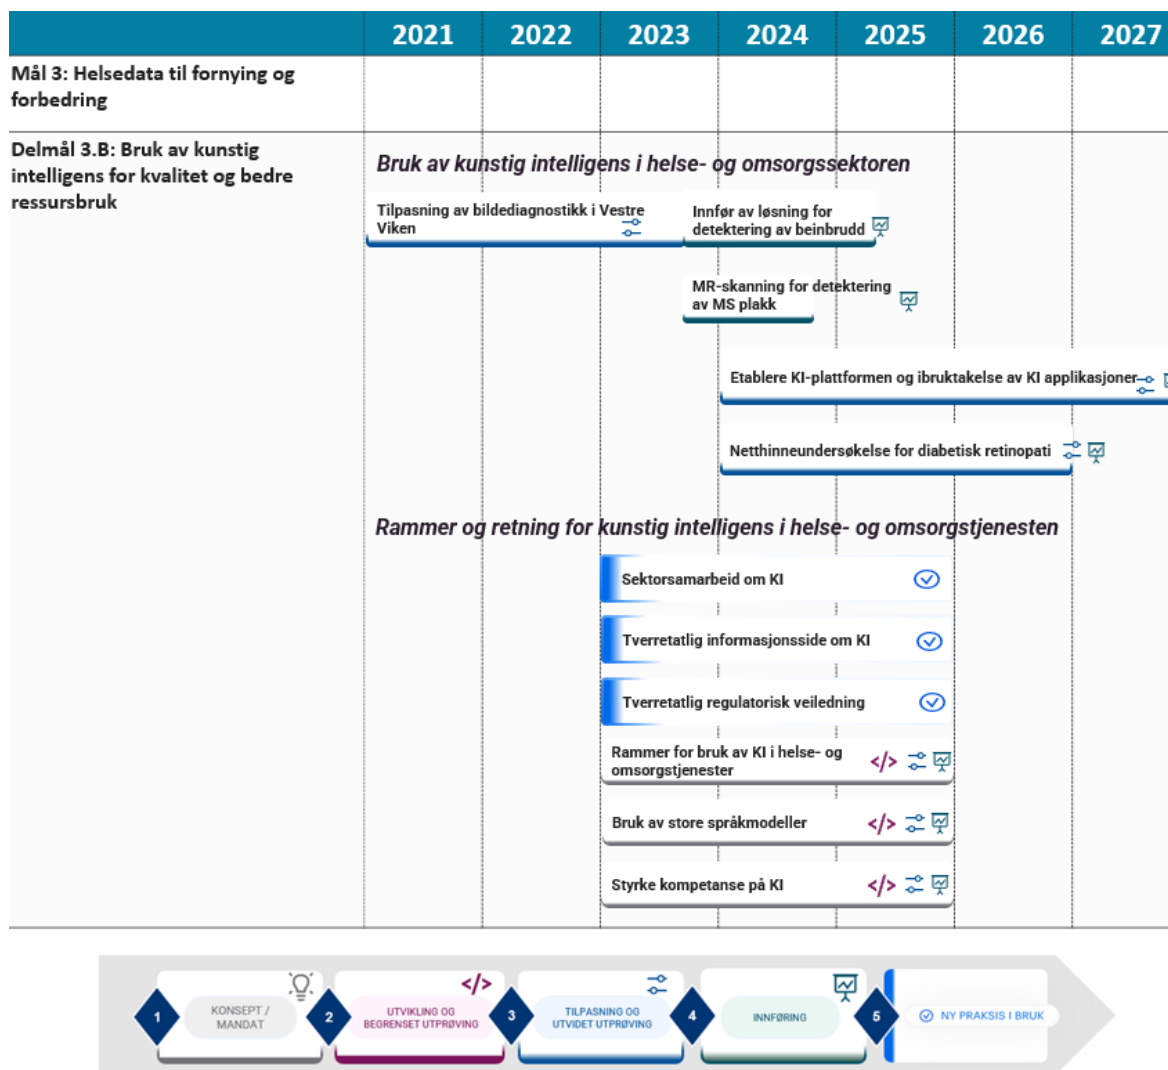 2021 2022 2023 2024 2025 2026 2027
Mål 3: Helsedata til fornying og
forbedring
Delmål 3.B: Bruk av kunstig
intelligens for kvalitet og bedre
ressursbruk
Bruk av kunstig intelligens i helse- og omsorgssektoren
Tilpasning av bildediagnostikk i Vestre
Viken
Innfør av løsning for
detektering av beinbrudd
MR-skanning for detektering
av MS plakk
Etablere KI-plattformen og ibruktakelse av KI applikasjoner
Netthinneundersøkelse for diabetisk retinopati
Rammer og retning for kunstig intelligens i helse- og omsorgstjenesten
Sektorsamarbeid om KI
Tverretatlig informasjonsside om KI
Tverretatlig regulatorisk veiledning
Rammer for bruk av KI i helse- og
omsorgstjenester
</>
Bruk av store språkmodeller
</>
Styrke kompetanse på KI
</>
1
KONSEPT /
MANDAT
2
</>
UTVIKLING OG
BEGRENSET UTPRØVING
3
TILPASNING OG
UTVIDET UTPRØVING
4
INNFØRING
5
NY PRAKSIS I BRUK